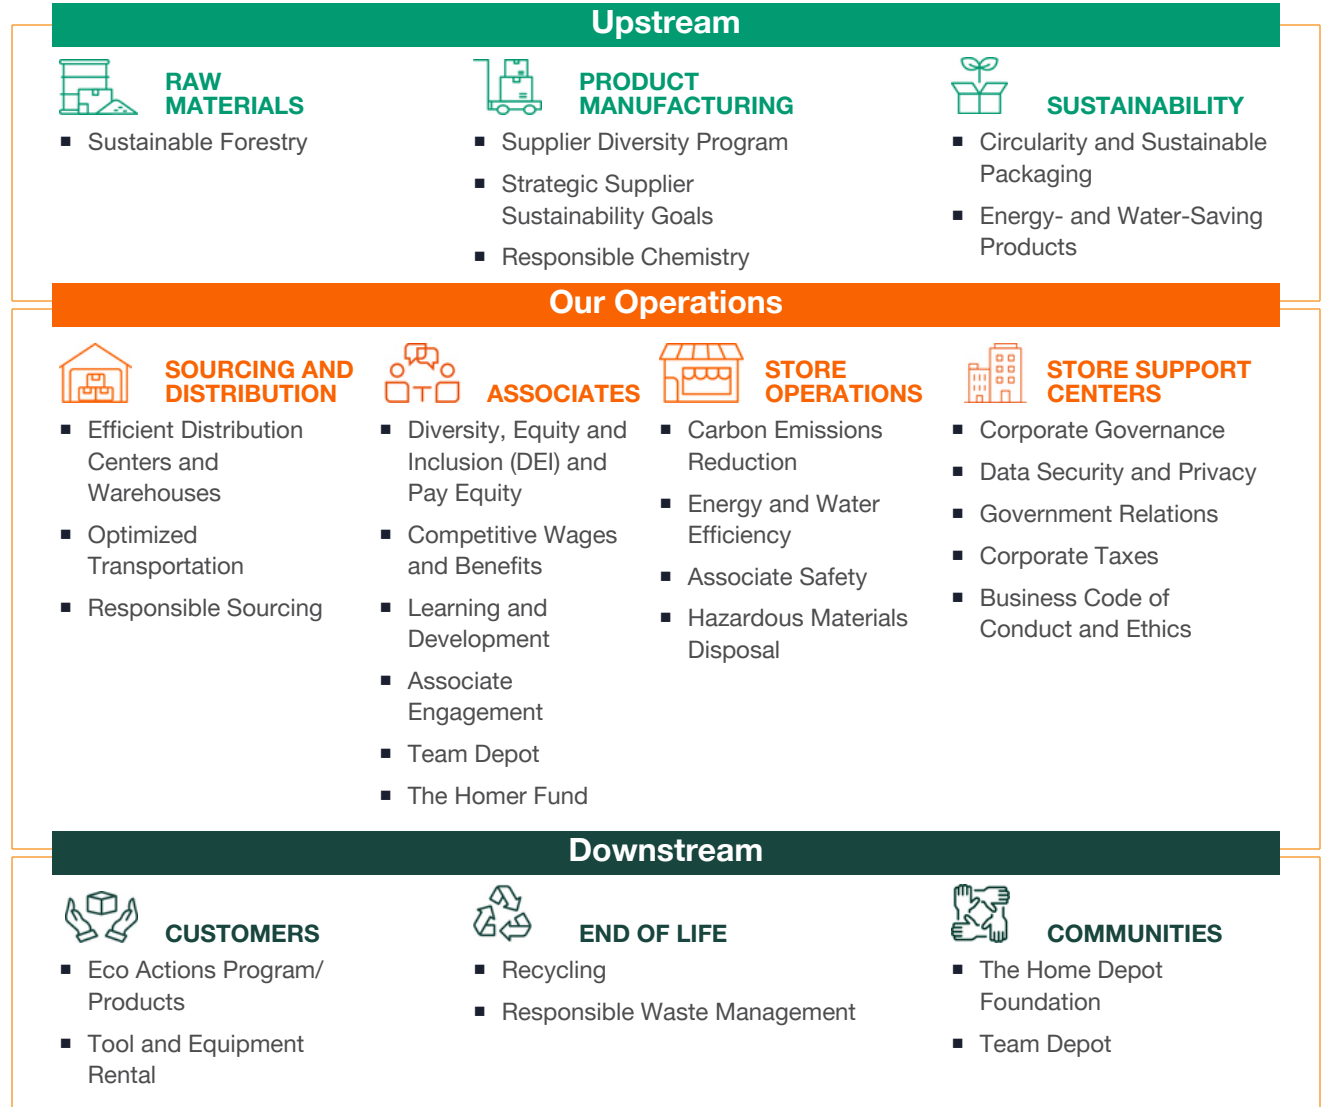 Upstream
RAW
MATERIALS
▪ Sustainable Forestry
PRODUCT
MANUFACTURING
▪ Supplier Diversity Program
▪ Strategic Supplier
Sustainability Goals
▪ Responsible Chemistry
SUSTAINABILITY
▪ Circularity and Sustainable
Packaging
▪ Energy- and Water-Saving
Products
Our Operations
SOURCING AND
DISTRIBUTION
▪ Efficient Distribution
Centers and
Warehouses
▪ Optimized
Transportation
▪ Responsible Sourcing
ASSOCIATES
▪ Diversity, Equity and
Inclusion (DEI) and
Pay Equity
▪ Competitive Wages
and Benefits
▪ Learning and
Development
▪ Associate
Engagement
▪ Team Depot
▪ The Homer Fund
STORE
OPERATIONS
▪ Carbon Emissions
Reduction
▪ Energy and Water
Efficiency
▪ Associate Safety
▪ Hazardous Materials
Disposal
STORE SUPPORT
CENTERS
▪ Corporate Governance
▪ Data Security and Privacy
▪ Government Relations
▪ Corporate Taxes
▪ Business Code of
Conduct and Ethics
Downstream
CUSTOMERS
▪ Eco Actions Program/
Products
▪ Tool and Equipment
Rental
END OF LIFE
▪ Recycling
▪ Responsible Waste Management
COMMUNITIES
▪ The Home Depot
Foundation
▪ Team Depot